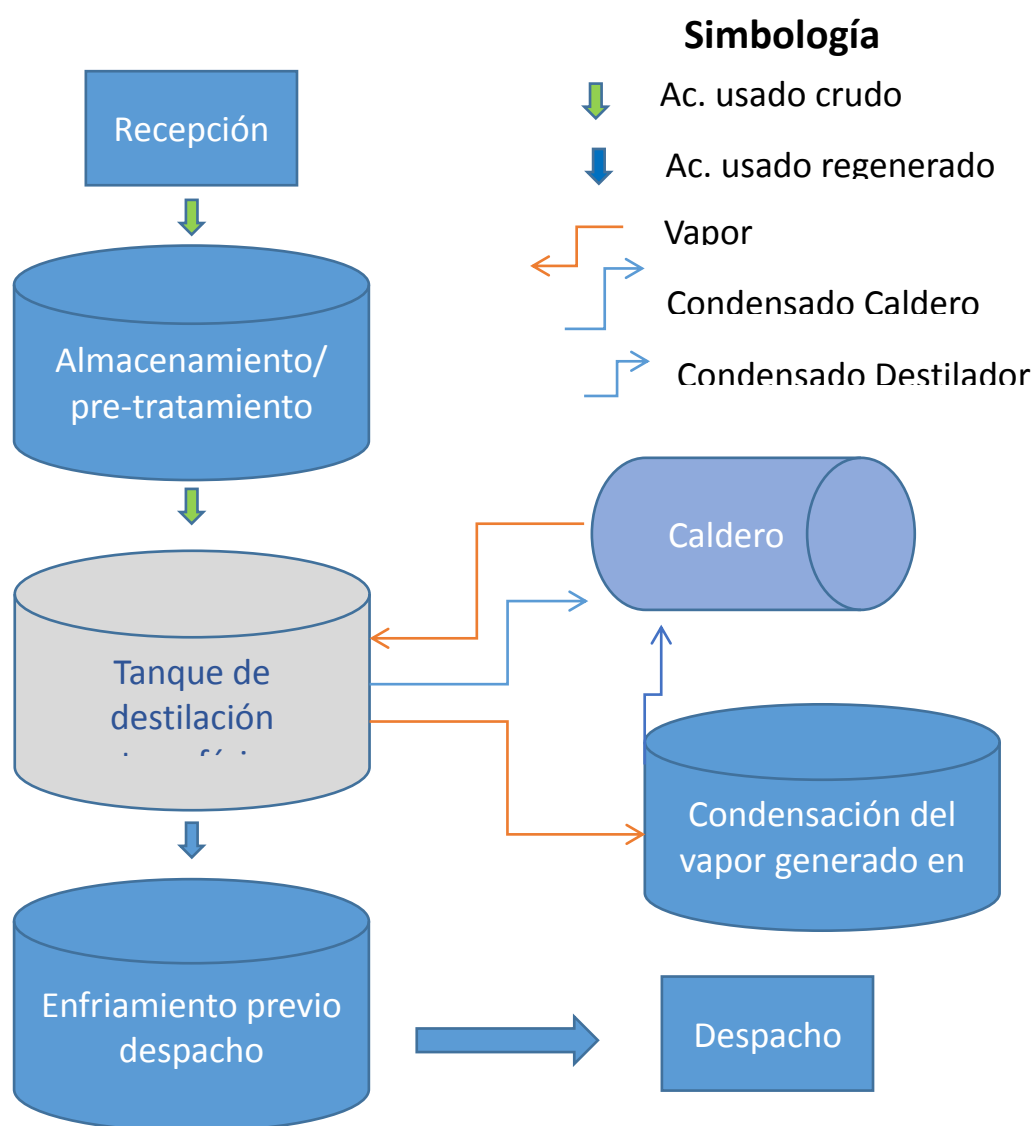 Simbología
Ac. usado crudo
Ac. usado regenerado
Vapor
Condensado Caldero
Condensado Destilador
Recepción
Almacenamiento/
pre-tratamiento
Caldero
Tanque de
destilación
Condensación del
vapor generado en
Enfriamiento previo
despacho
Despacho